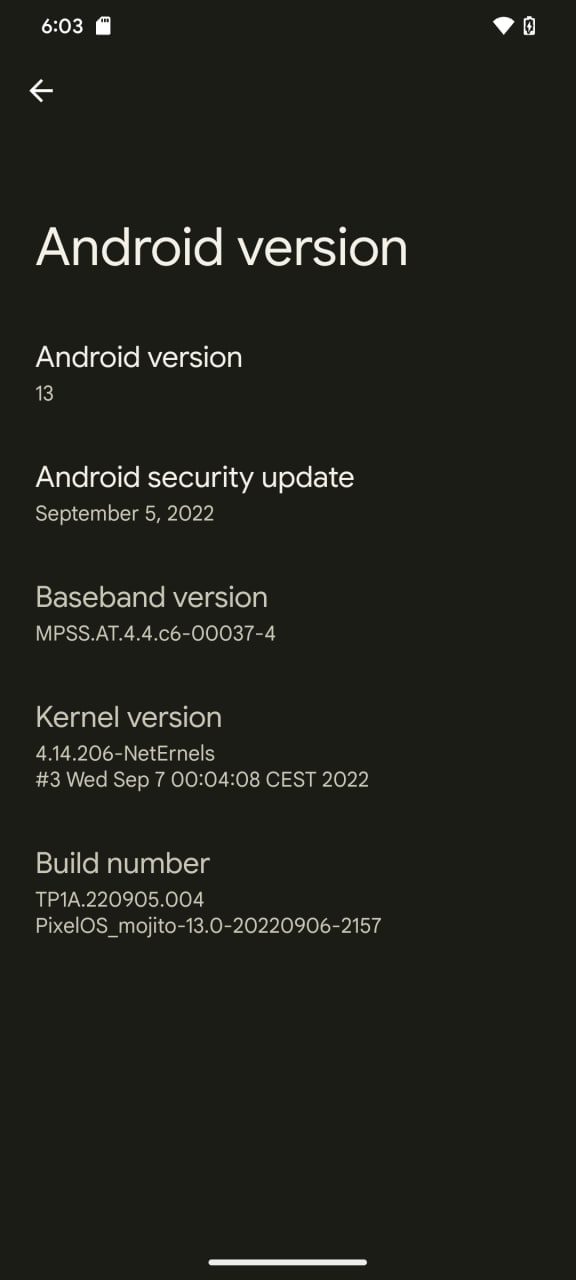 6:03
Android version
Android version
13
Android security update
September 5, 2022
Baseband version
MPSS.AT.4.4.c6-00037-4
Kernel version
4.14.206-NetErnels
#3 Wed Sep 7 00:04:08 CEST 2022
Build number
TP1A.220905.004
PixelOS_mojito-13.0-20220906-2157